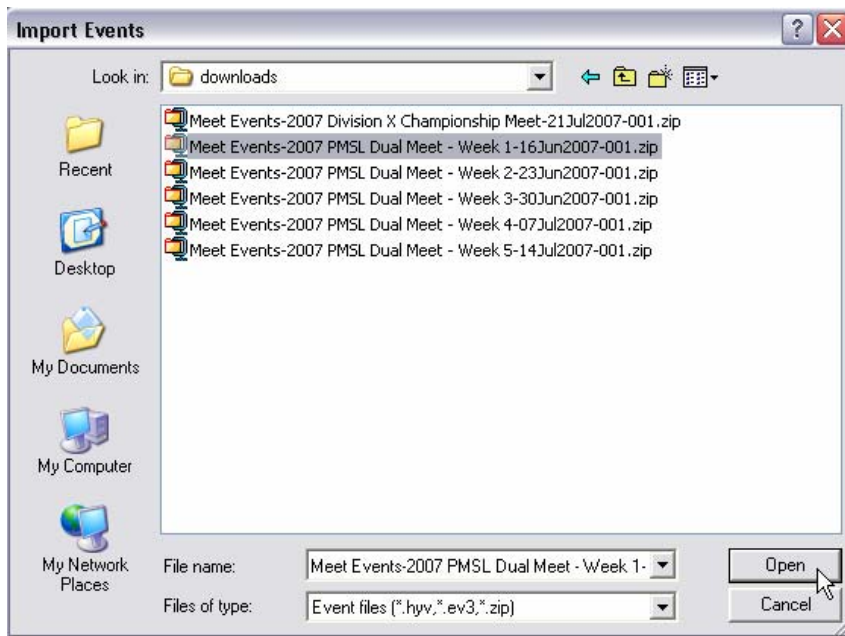 Import Events
Look in: downloads
Meet Events-2007 Division X Championship Meet-21Jul2007-001.zip
Meet Events-2007 PMSL Dual Meet - Week 1-16Jun2007-001.zip
Meet Events-2007 PMSL Dual Meet - Week 2-23Jun2007-001.zip
Meet Events-2007 PMSL Dual Meet - Week 3-30Jun2007-001.zip
Meet Events-2007 PMSL Dual Meet - Week 4-07Jul2007-001.zip
Meet Events-2007 PMSL Dual Meet - Week 5-14Jul2007-001.zip
Recent
Desktop
My Documents
My Computer
My Network
Places
File name: Meet Events-2007 PMSL Dual Meet - Week 1- Open
Files of type: Event files (*.hyv,*.ev3,*.zip) Cancel